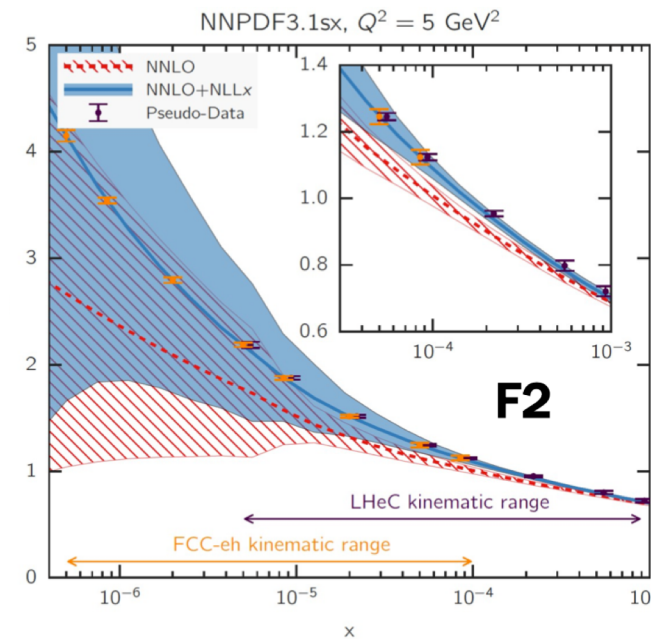 NNPDF3.1sx, Q² = 5 GeV²
5
4
3
2
1
0
NNLO
NNLO+NLLx
Pseudo-Data
1.4
1.2
1.0
0.8
0.6
10⁻⁴
10⁻³
F2
LHeC kinematic range
FCC-eh kinematic range
10⁻⁶
10⁻⁵
10⁻⁴
10
x